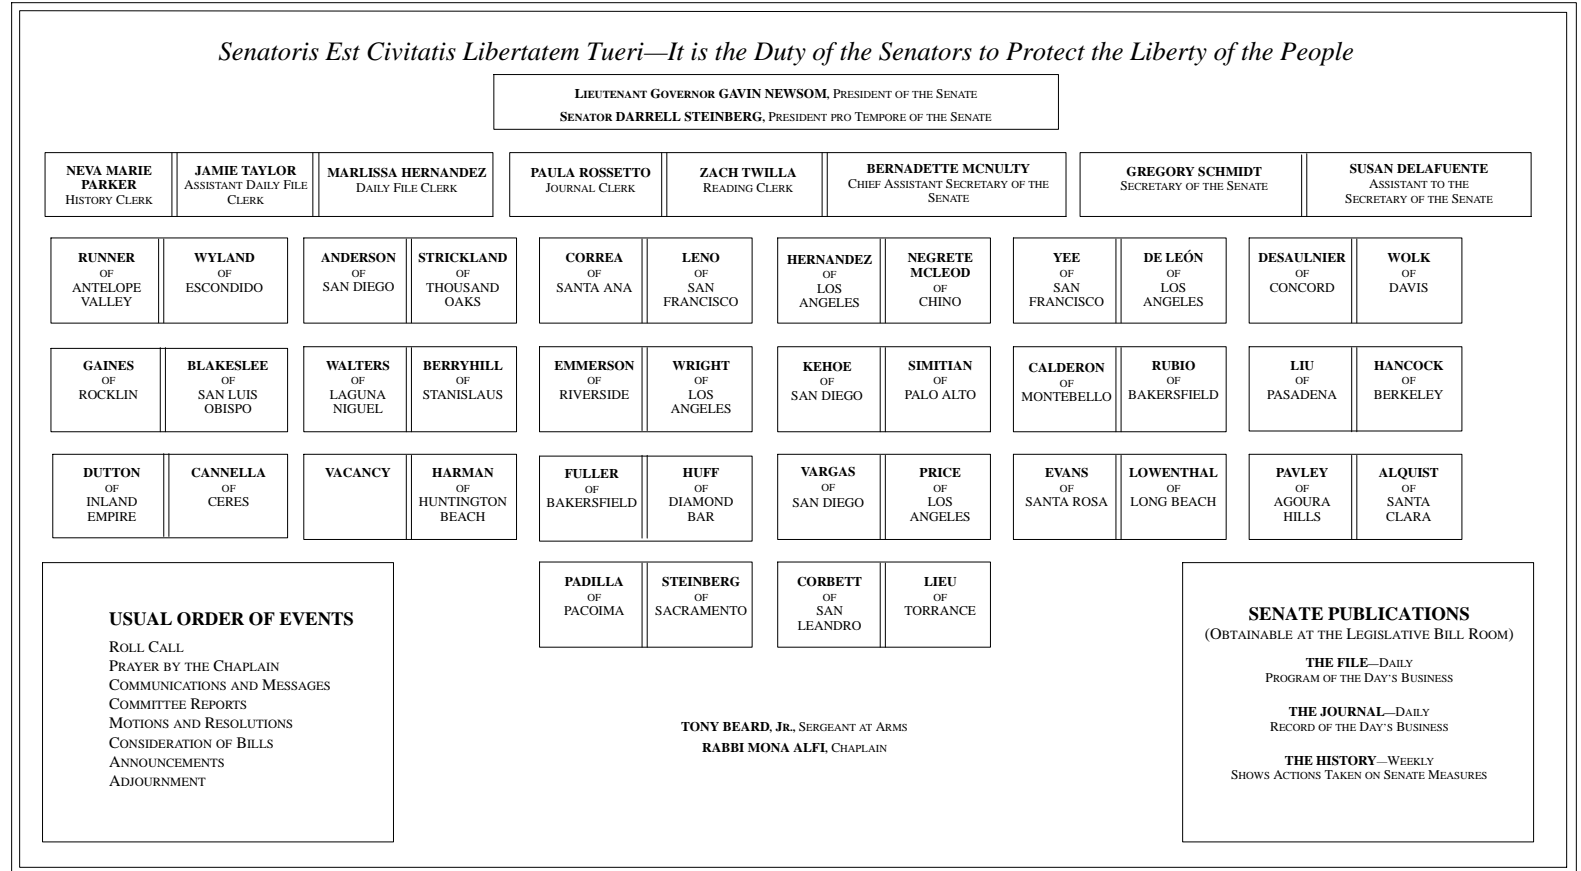 Senatoris Est Civitatis Libertatem Tueri—It is the Duty of the Senators to Protect the Liberty of the People
LIEUTENANT GOVERNOR GAVIN NEWSOM, PRESIDENT OF THE SENATE
SENATOR DARRELL STEINBERG, PRESIDENT PRO TEMPORE OF THE SENATE
NEVA MARIE
PARKER
HISTORY CLERK
JAMIE TAYLOR
ASSISTANT DAILY FILE
CLERK
MARLISSA HERNANDEZ
DAILY FILE CLERK
PAULA ROSSETTO
JOURNAL CLERK
ZACH TWILLA
READING CLERK
BERNADETTE MCNULTY
CHIEF ASSISTANT SECRETARY OF THE
SENATE
GREGORY SCHMIDT
SECRETARY OF THE SENATE
SUSAN DELAFUENTE
ASSISTANT TO THE
SECRETARY OF THE SENATE
RUNNER
OF
ANTELOPE
VALLEY
WYLAND
OF
ESCONDIDO
ANDERSON
OF
SAN DIEGO
STRICKLAND
OF
THOUSAND
OAKS
CORREA
OF
SANTA ANA
LENO
OF
SAN
FRANCISCO
HERNANDEZ
OF
LOS
ANGELES
NEGRETE
MCLEOD
OF
CHINO
YEE
OF
SAN
FRANCISCO
DE LEÓN
OF
LOS
ANGELES
DESAULNIER
OF
CONCORD
WOLK
OF
DAVIS
GAINES
OF
ROCKLIN
BLAKESLEE
OF
SAN LUIS
OBISPO
WALTERS
OF
LAGUNA
NIGUEL
BERRYHILL
OF
STANISLAUS
EMMERSON
OF
RIVERSIDE
WRIGHT
OF
LOS
ANGELES
KEHOE
OF
SAN DIEGO
SIMITIAN
OF
PALO ALTO
CALDERON
OF
MONTEBELLO
RUBIO
OF
BAKERSFIELD
LIU
OF
PASADENA
HANCOCK
OF
BERKELEY
DUTTON
OF
INLAND
EMPIRE
CANNELLA
OF
CERES
VACANCY
HARMAN
OF
HUNTINGTON
BEACH
FULLER
OF
BAKERSFIELD
HUFF
OF
DIAMOND
BAR
VARGAS
OF
SAN DIEGO
PRICE
OF
LOS
ANGELES
EVANS
OF
SANTA ROSA
LOWENTHAL
OF
LONG BEACH
PAVLEY
OF
AGOURA
HILLS
ALQUIST
OF
SANTA
CLARA
PADILLA
OF
PACOIMA
STEINBERG
OF
SACRAMENTO
CORBETT
OF
SAN
LEANDRO
LIEU
OF
TORRANCE
USUAL ORDER OF EVENTS
ROLL CALL
PRAYER BY THE CHAPLAIN
COMMUNICATIONS AND MESSAGES
COMMITTEE REPORTS
MOTIONS AND RESOLUTIONS
CONSIDERATION OF BILLS
ANNOUNCEMENTS
ADJOURNMENT
TONY BEARD, JR., SERGEANT AT ARMS
RABBI MONA ALFI, CHAPLAIN
SENATE PUBLICATIONS
(OBTAINABLE AT THE LEGISLATIVE BILL ROOM)
THE FILE—DAILY
PROGRAM OF THE DAY'S BUSINESS
THE JOURNAL—DAILY
RECORD OF THE DAY'S BUSINESS
THE HISTORY—WEEKLY
SHOWS ACTIONS TAKEN ON SENATE MEASURES